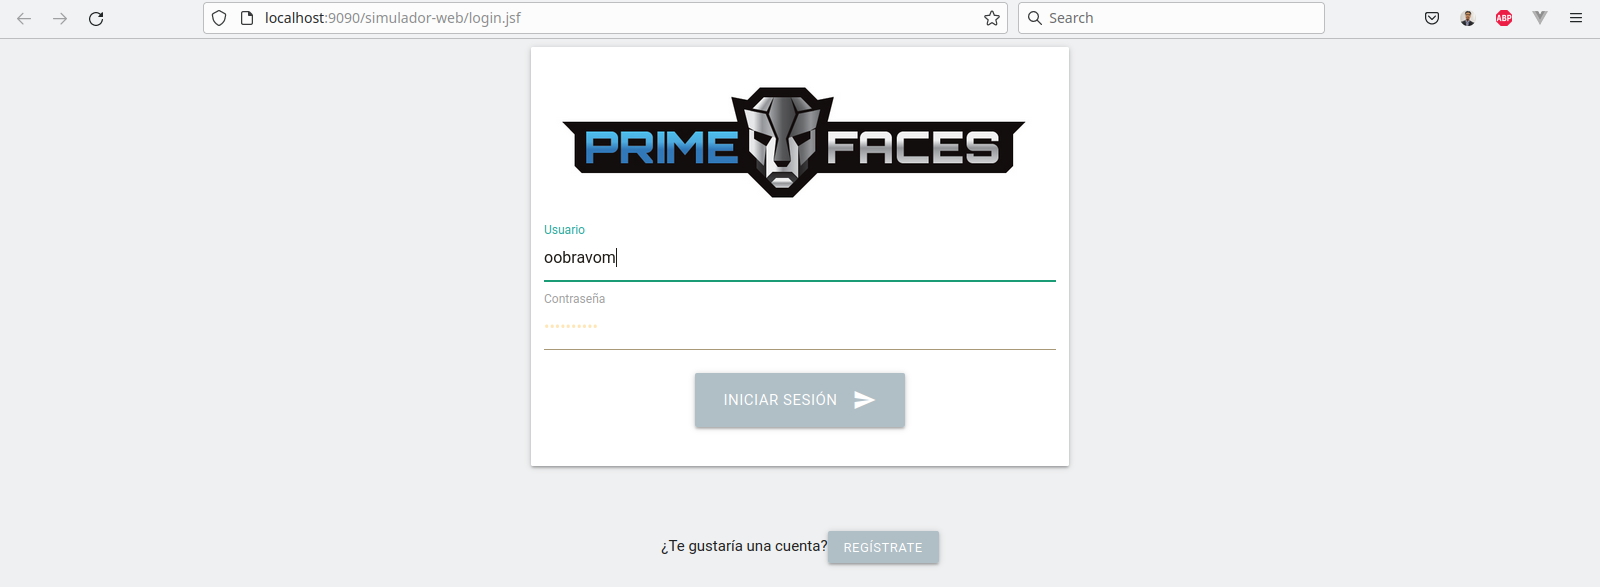 localhost:9090/simulador-web/login.jsf
Search
ABP
PRIME FACES
Usuario
oobravom
Contraseña
••••••••••
INICIAR SESIÓN
¿Te gustaría una cuenta? REGÍSTRATE